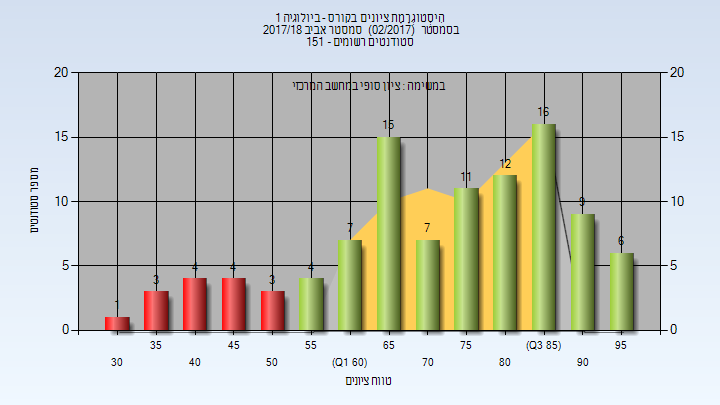 היסטוגרמת ציונים בקורס - ביולוגיה 1
בסמסטר (02/2017) סמסטר אביב 2017/18
סטודנטים רשומים - 151
במשימה : ציון סופי במחשב המרכזי
20 20
15 15
10 10
5 5
0 0
מספר סטודנטים
1 3 4 4 3 4 7 15 7 11 12 16 9 6
35 45 55 65 75 (Q3 85) 95
30 40 50 (Q1 60) 70 80 90
טווח ציונים